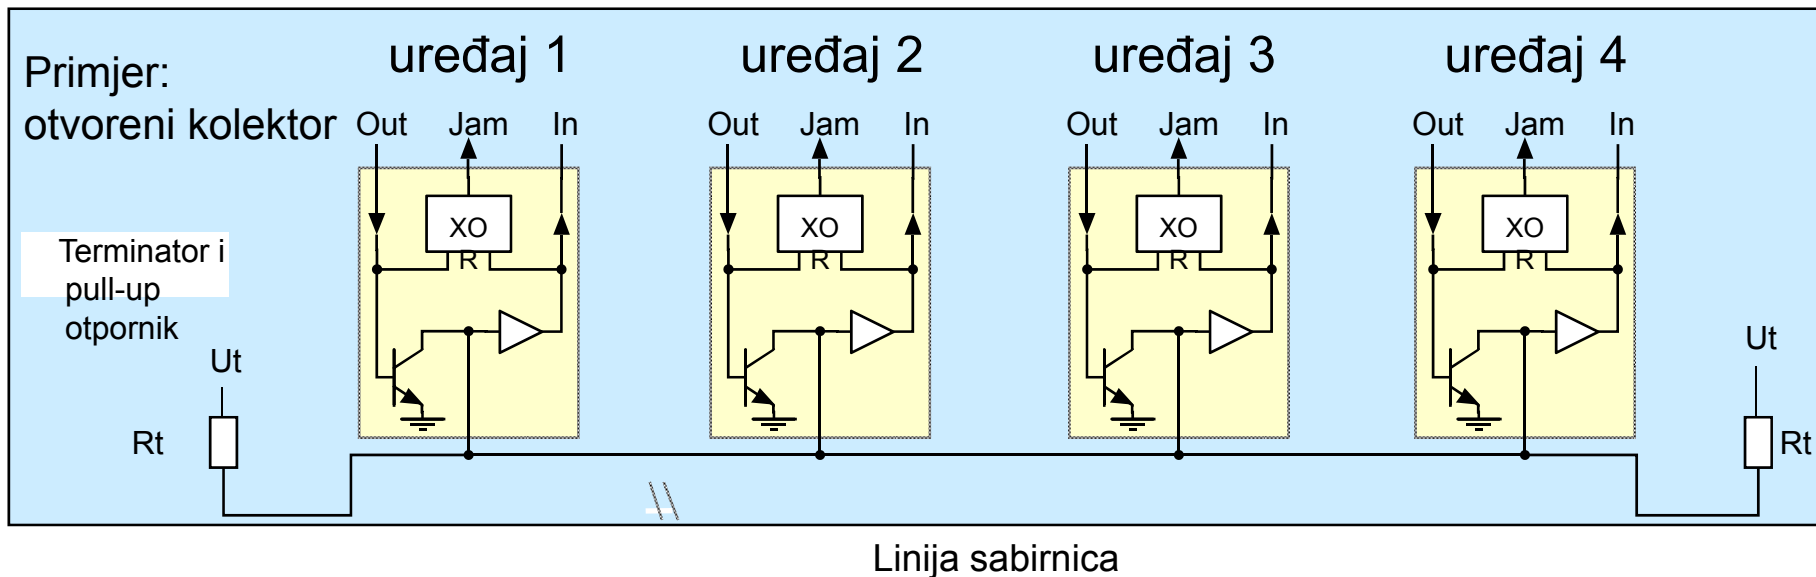 Primjer:
otvoreni kolektor
uređaj 1
uređaj 2
uređaj 3
uređaj 4
Out Jam In
Out Jam In
Out Jam In
Out Jam In
XO
R
XO
R
XO
R
XO
R
Terminator i
pull-up
otpornik
Ut
Rt
Ut
Rt
Linija sabirnica